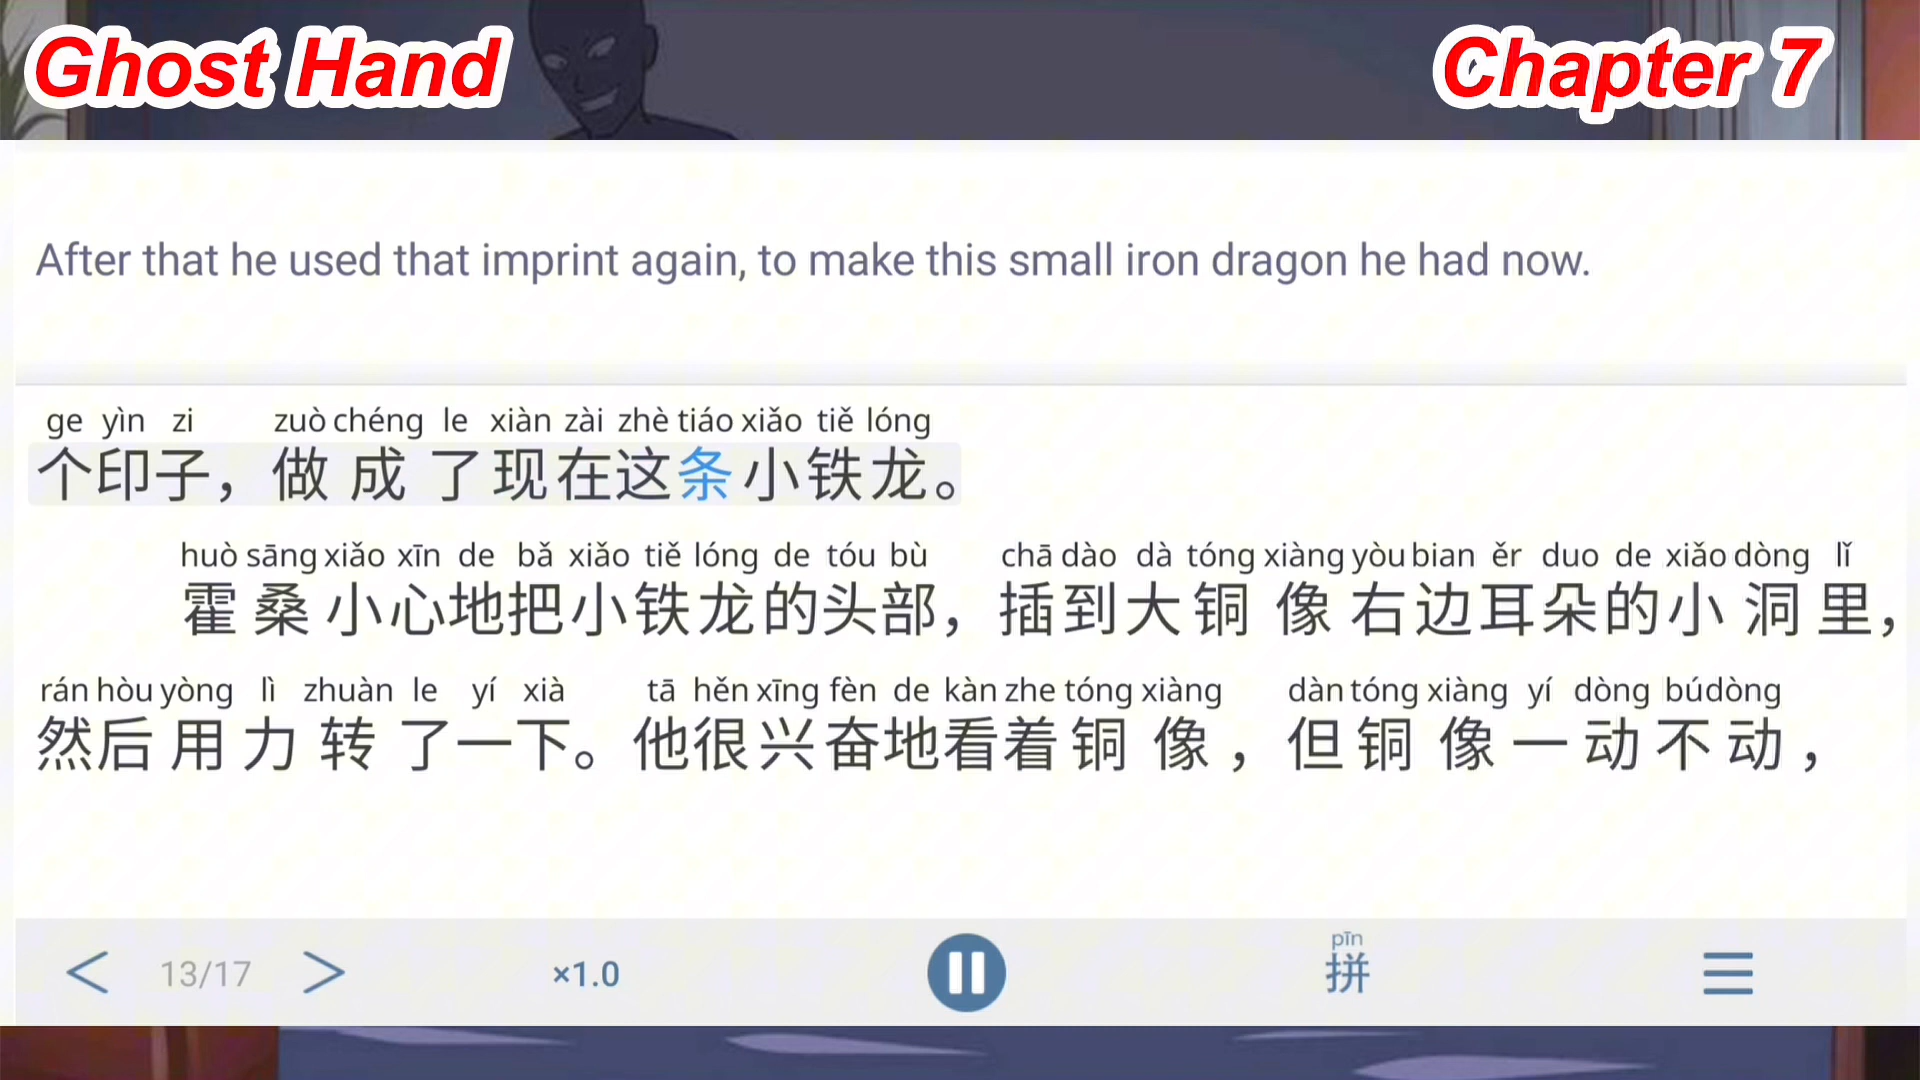 Ghost Hand
Chapter 7
After that he used that imprint again, to make this small iron dragon he had now.
ge yìn zi zuò chéng le xiàn zài zhè tiáo xiǎo tiě lóng
个印子，做成了现在这条小铁龙。
huò sāng xiǎo xīn de bǎ xiǎo tiě lóng de tóu bù chā dào dà tóng xiàng yòu bian ěr duo de xiǎo dòng lǐ
霍桑小心地把小铁龙的头部，插到大铜像右边耳朵的小洞里，
rán hòu yòng lì zhuàn le yí xià tā hěn xīng fèn de kàn zhe tóng xiàng dàn tóng xiàng yí dòng búdòng
然后用力转了一下。他很兴奋地看着铜像，但铜像一动不动，
13/17
×1.0
pīn
拼